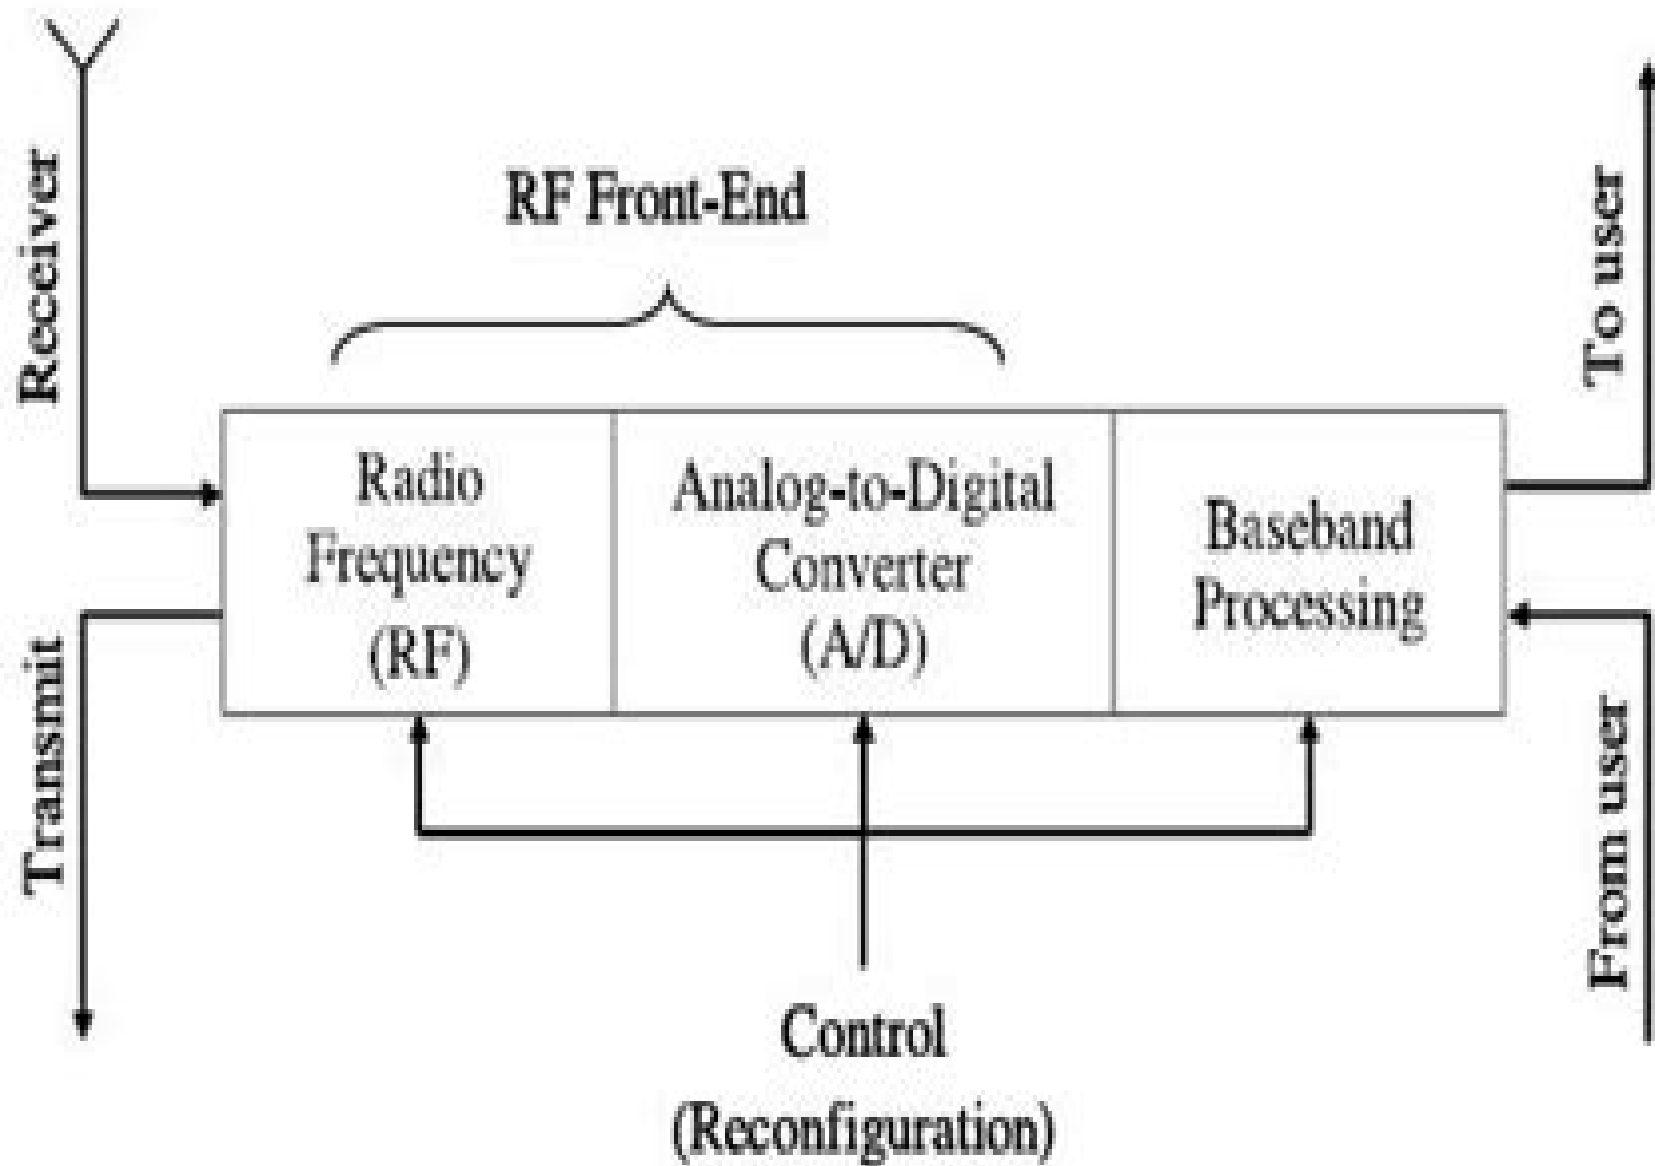 Receiver
RF Front-End
To user
Radio
Frequency
(RF)
Analog-to-Digital
Converter
(A/D)
Baseband
Processing
Transmit
From user
Control
(Reconfiguration)